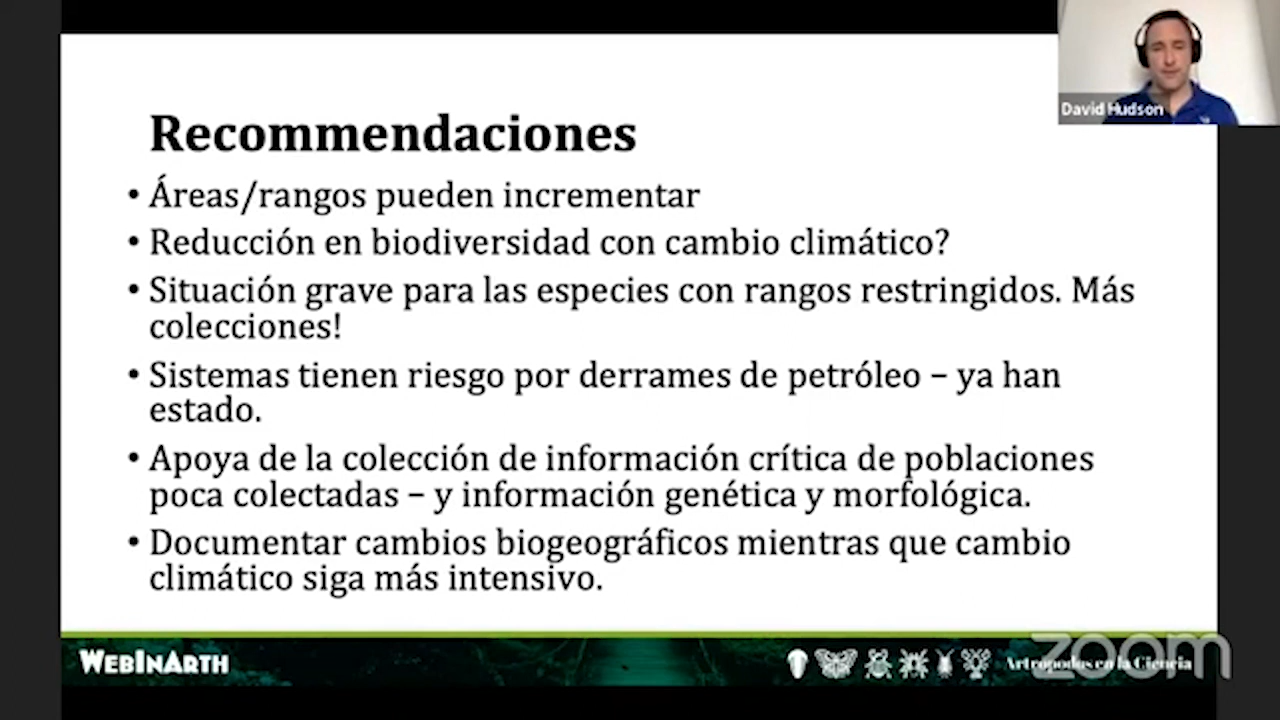 David Hudson
Recommendaciones
• Áreas/rangos pueden incrementar
• Reducción en biodiversidad con cambio climático?
• Situación grave para las especies con rangos restringidos. Más
colecciones!
• Sistemas tienen riesgo por derrames de petróleo – ya han
estado.
• Apoya de la colección de información crítica de poblaciones
poca colectadas – y información genética y morfológica.
• Documentar cambios biogeográficos mientras que cambio
climático siga más intensivo.
WEBINARTH
Artropodos en la Ciencia
zoom